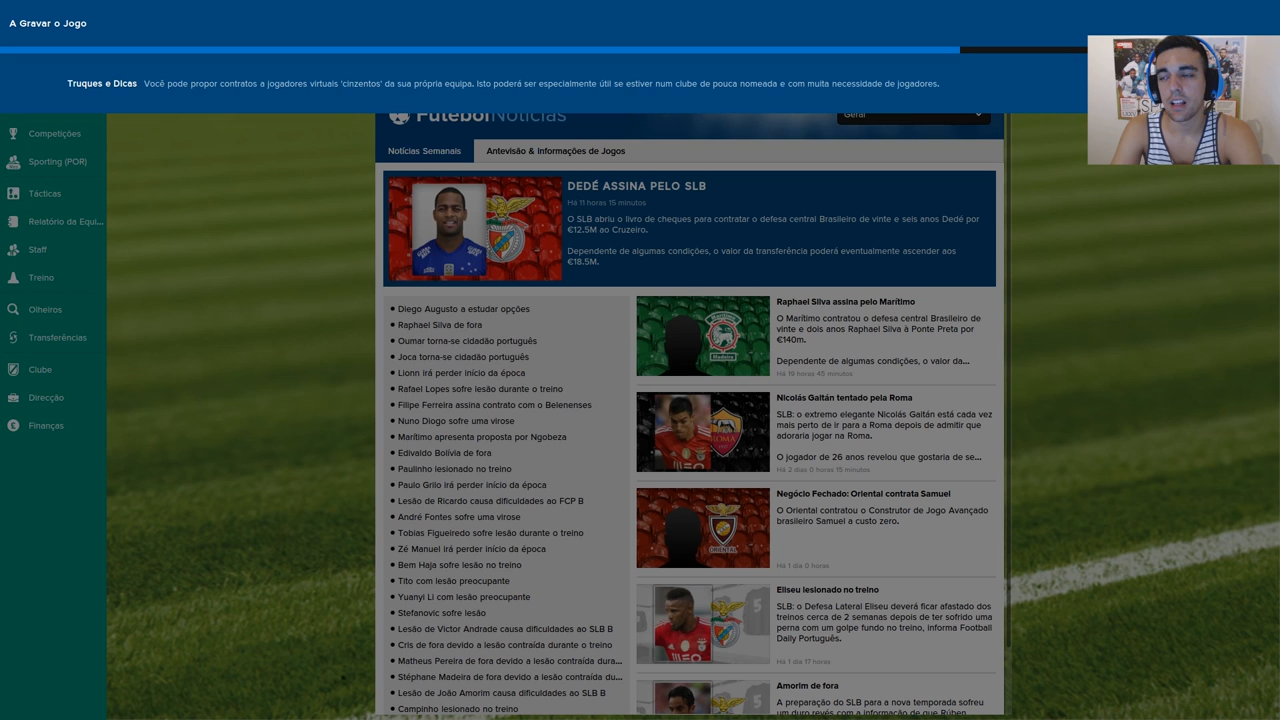 A Gravar o Jogo
Truques e Dicas Você pode propor contratos a jogadores virtuais 'cinzentos' da sua própria equipa. Isto poderá ser especialmente útil se estiver num clube de pouca nomeada e com muita necessidade de jogadores.
FutebolNotícias
Geral
Competições
Sporting (POR)
Tácticas
Relatório da Equi...
Staff
Treino
Olheiros
Transferências
Clube
Direcção
Finanças
Notícias Semanais
Antevisão & Informações de Jogos
DEDÉ ASSINA PELO SLB
Há 11 horas 15 minutos
O SLB abriu o livro de cheques para contratar o defesa central Brasileiro de vinte e seis anos Dedé por
€12.5M ao Cruzeiro.
Dependente de algumas condições, o valor da transferência poderá eventualmente ascender aos
€18.5M.
Diego Augusto a estudar opções
Raphael Silva de fora
Oumar torna-se cidadão português
Joca torna-se cidadão português
Lionn irá perder início da época
Rafael Lopes sofre lesão durante o treino
Filipe Ferreira assina contrato com o Belenenses
Nuno Diogo sofre uma virose
Marítimo apresenta proposta por Ngobeza
Edivaldo Bolívia de fora
Paulinho lesionado no treino
Paulo Grilo irá perder início da época
Lesão de Ricardo causa dificuldades ao FCP B
André Fontes sofre uma virose
Tobias Figueiredo sofre lesão durante o treino
Zé Manuel irá perder início da época
Bem Haja sofre lesão no treino
Tito com lesão preocupante
Yuanyi Li com lesão preocupante
Stefanovic sofre lesão
Lesão de Victor Andrade causa dificuldades ao SLB B
Cris de fora devido a lesão contraída durante o treino
Matheus Pereira de fora devido a lesão contraída dura...
Stéphane Madeira de fora devido a lesão contraída du...
Lesão de João Amorim causa dificuldades ao SLB B
Campinho lesionado no treino
Raphael Silva assina pelo Marítimo
O Marítimo contratou o defesa central Brasileiro de
vinte e dois anos Raphael Silva à Ponte Preta por
€140m.
Dependente de algumas condições, o valor da...
Há 19 horas 45 minutos
Nicolás Gaitán tentado pela Roma
SLB: o extremo elegante Nicolás Gaitán está cada vez
mais perto de ir para a Roma depois de admitir que
adoraria jogar na Roma.
O jogador de 26 anos revelou que gostaria de se...
Há 2 dias 0 horas 15 minutos
Negócio Fechado: Oriental contrata Samuel
O Oriental contratou o Construtor de Jogo Avançado
brasileiro Samuel a custo zero.
Há 1 dia 0 horas
Eliseu lesionado no treino
SLB: o Defesa Lateral Eliseu deverá ficar afastado dos
treinos cerca de 2 semanas depois de ter sofrido uma
perna com um golpe fundo no treino, informa Football
Daily Português.
Há 1 dia 17 horas
Amorim de fora
A preparação do SLB para a nova temporada sofreu
um duro revés com a informação de que Rúben